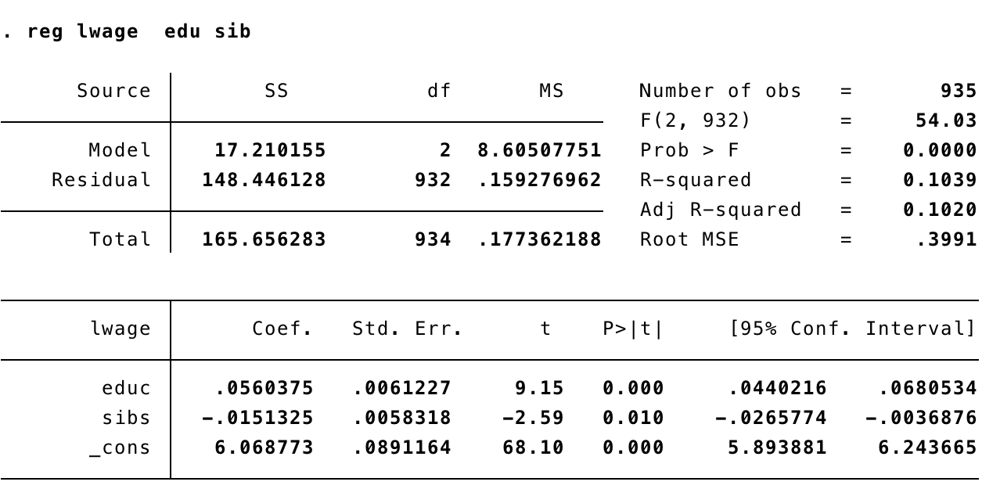 . reg lwage  edu sib
Source SS df MS Number of obs = 935
F(2, 932) = 54.03
Model 17.210155 2 8.60507751 Prob > F = 0.0000
Residual 148.446128 932 .159276962 R-squared = 0.1039
Adj R-squared = 0.1020
Total 165.656283 934 .177362188 Root MSE = .3991
lwage Coef. Std. Err. t P>|t| [95% Conf. Interval]
educ .0560375 .0061227 9.15 0.000 .0440216 .0680534
sibs -.0151325 .0058318 -2.59 0.010 -.0265774 -.0036876
_cons 6.068773 .0891164 68.10 0.000 5.893881 6.243665